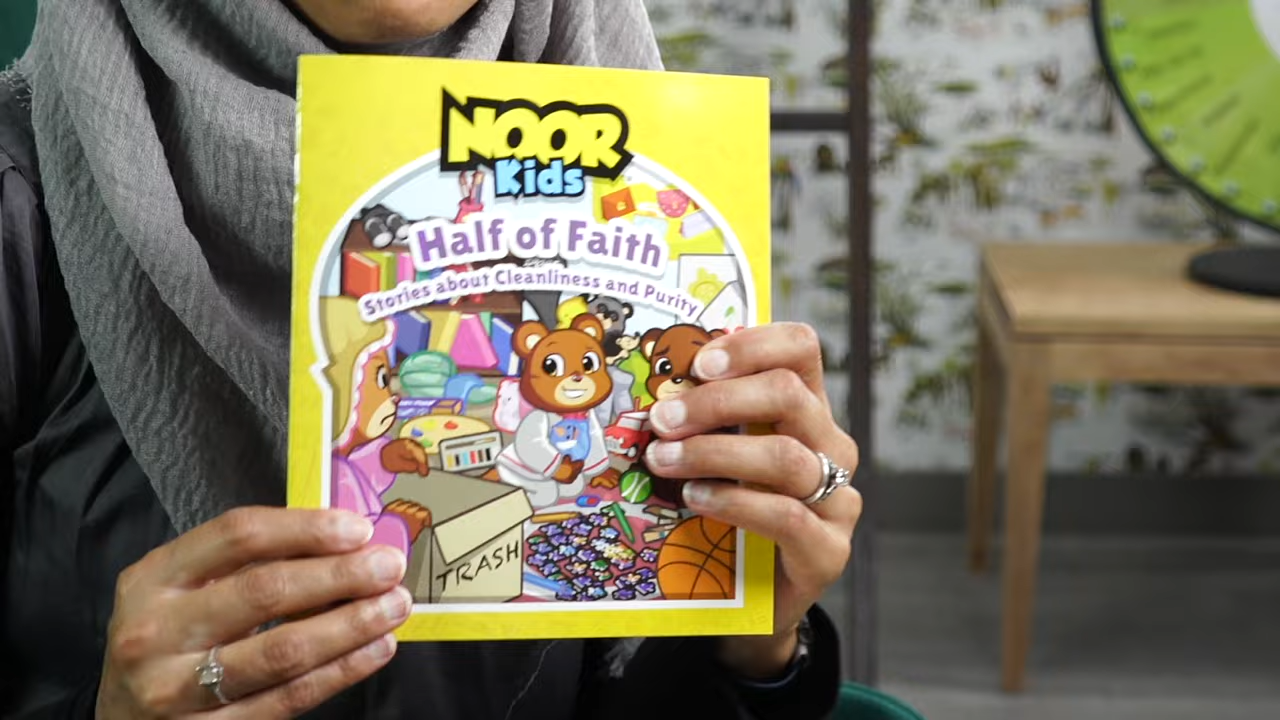 NOOR
Kids
Half of Faith
Stories about Cleanliness and Purity
TRASH